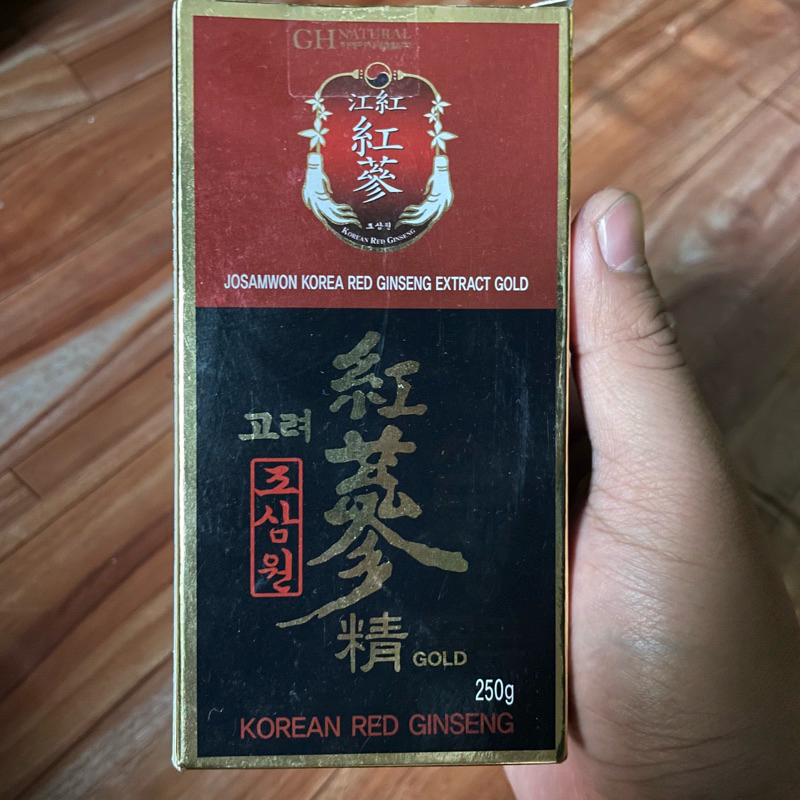 GH NATURAL
江紅
紅
蔘
조삼원
KOREAN RED GINSENG
JOSAMWON KOREA RED GINSENG EXTRACT GOLD
고려
紅
蔘
精
조삼원
GOLD
250g
KOREAN RED GINSENG